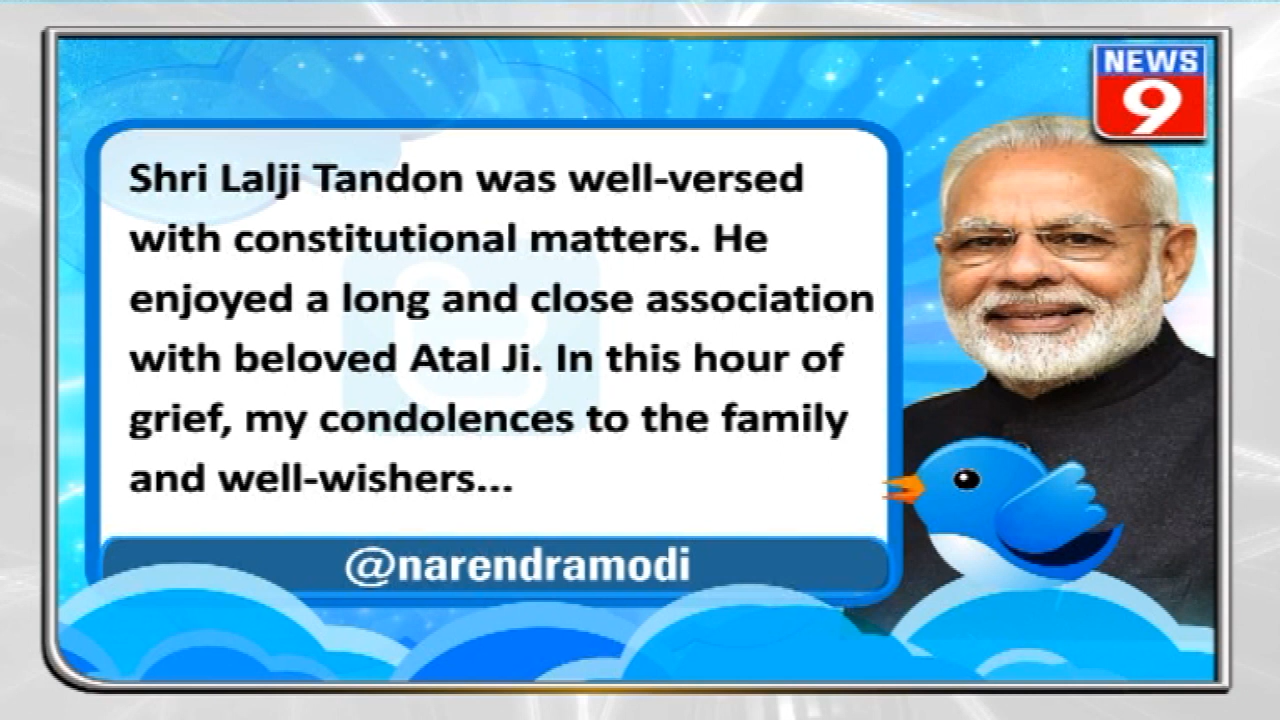 NEWS
9
Shri Lalji Tandon was well-versed
with constitutional matters. He
enjoyed a long and close association
with beloved Atal Ji. In this hour of
grief, my condolences to the family
and well-wishers...
@narendramodi